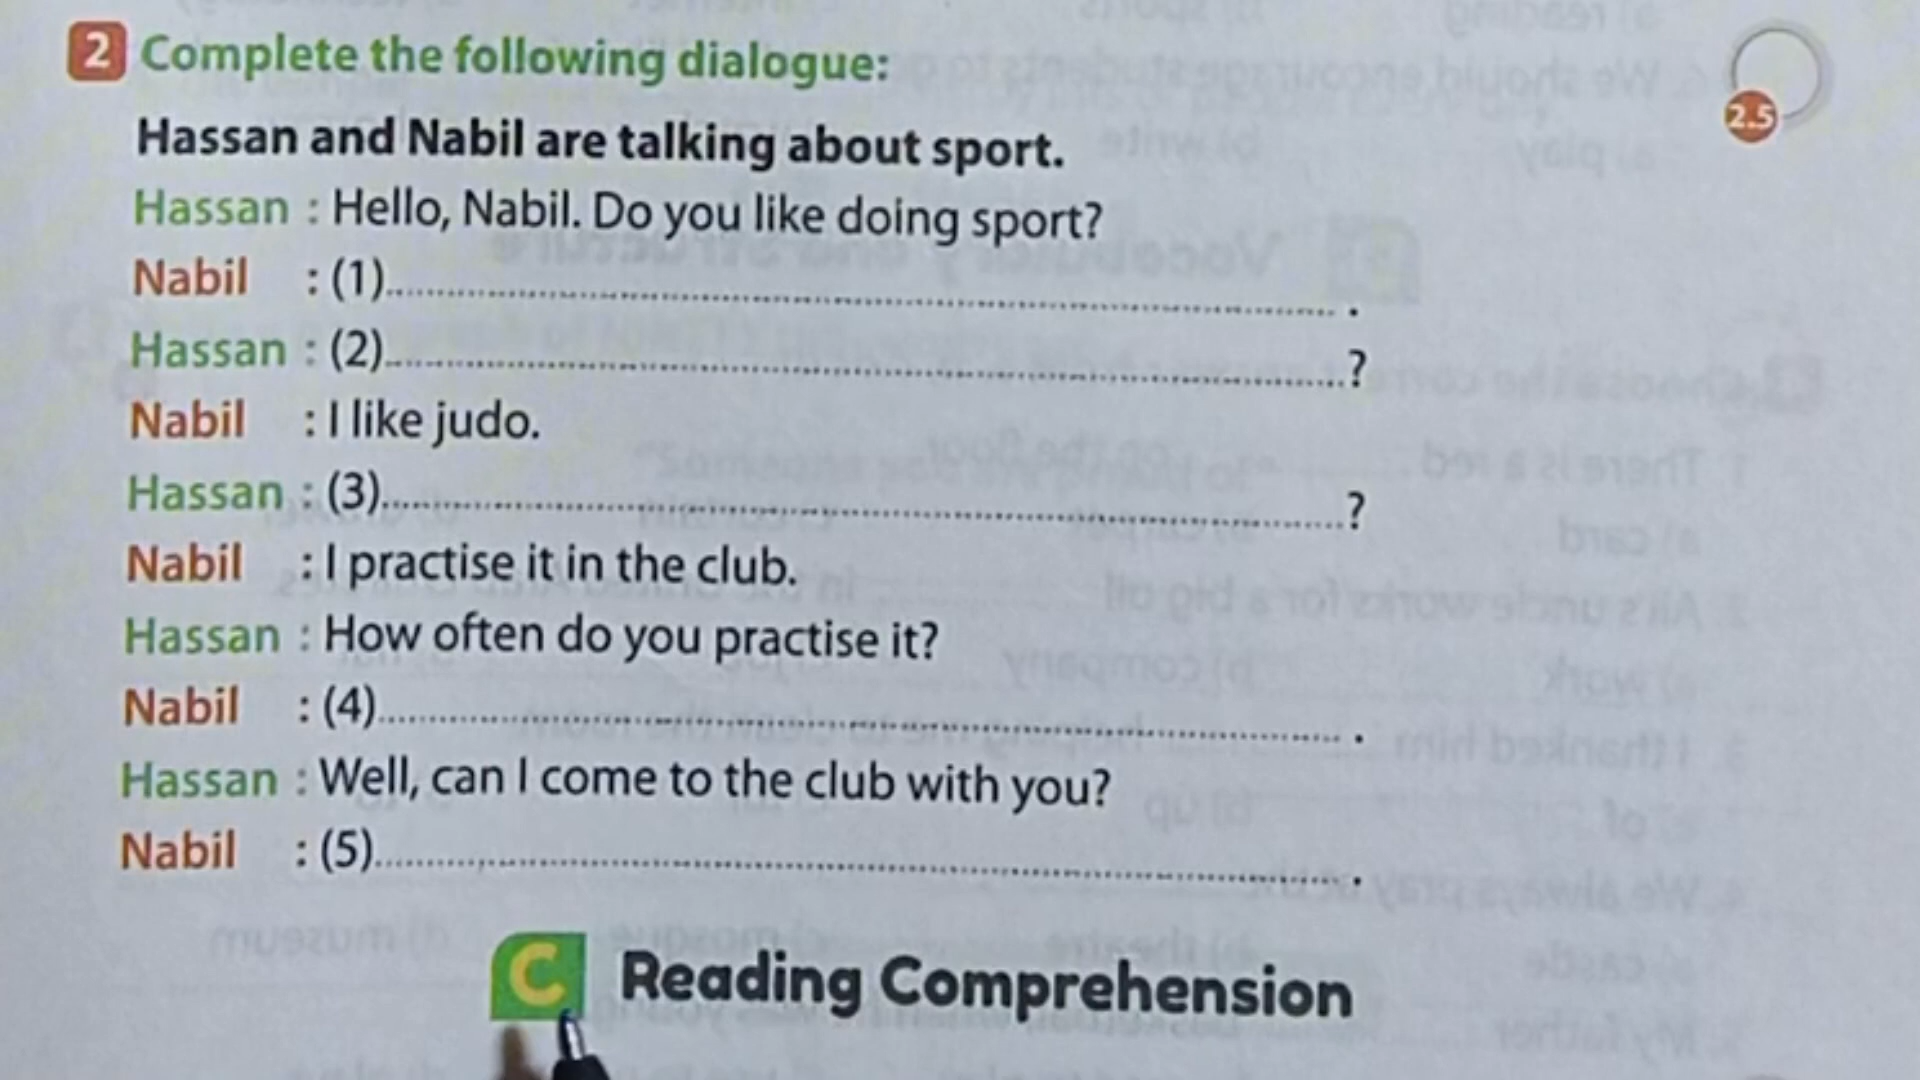 2 Complete the following dialogue:
2.5
Hassan and Nabil are talking about sport.
Hassan : Hello, Nabil. Do you like doing sport?
Nabil : (1).................... .
Hassan : (2)....................?
Nabil : I like judo.
Hassan : (3)....................?
Nabil : I practise it in the club.
Hassan : How often do you practise it?
Nabil : (4).................... .
Hassan : Well, can I come to the club with you?
Nabil : (5).................... .
C Reading Comprehension